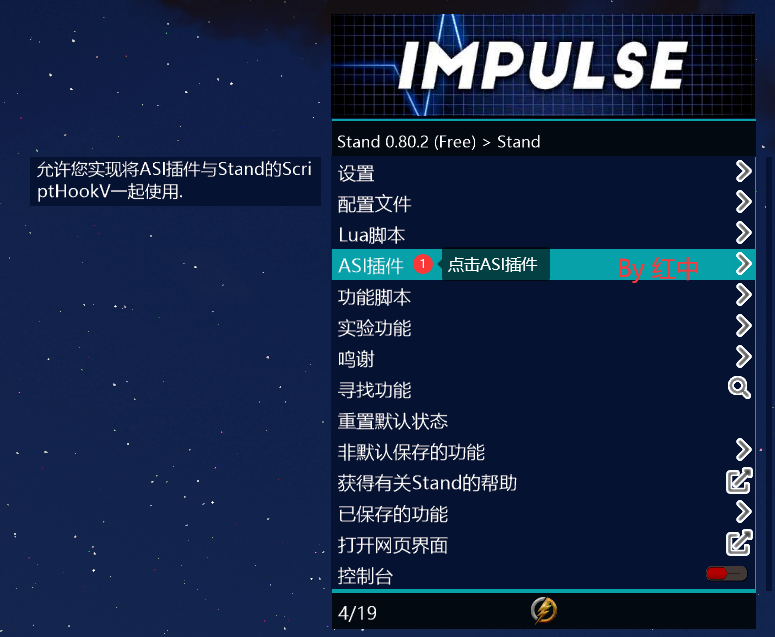 IMPULSE
Stand 0.80.2 (Free) > Stand
允许您实现将ASI插件与Stand的Scri
ptHookV一起使用.
设置
配置文件
Lua脚本
ASI插件 1 点击ASI插件 By 红中
功能脚本
实验功能
鸣谢
寻找功能
重置默认状态
非默认保存的功能
获得有关Stand的帮助
已保存的功能
打开网页界面
控制台
4/19